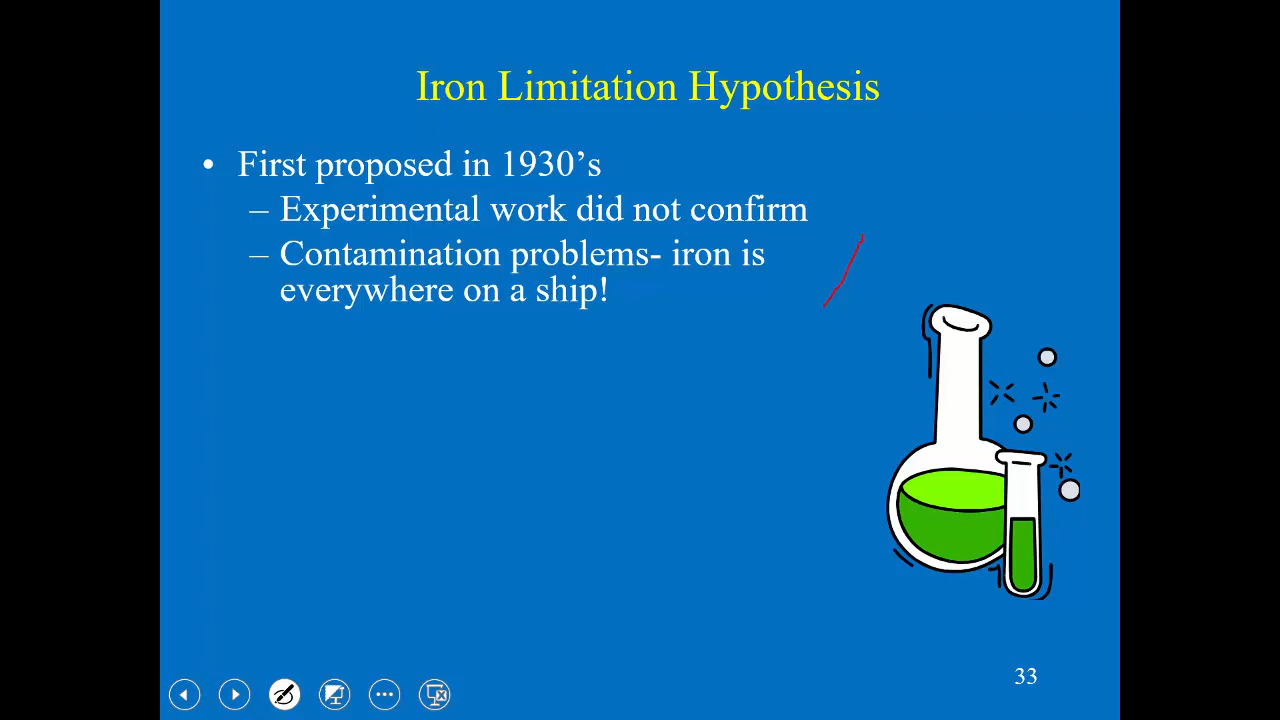 Iron Limitation Hypothesis
• First proposed in 1930’s
– Experimental work did not confirm
– Contamination problems- iron is
everywhere on a ship!
33